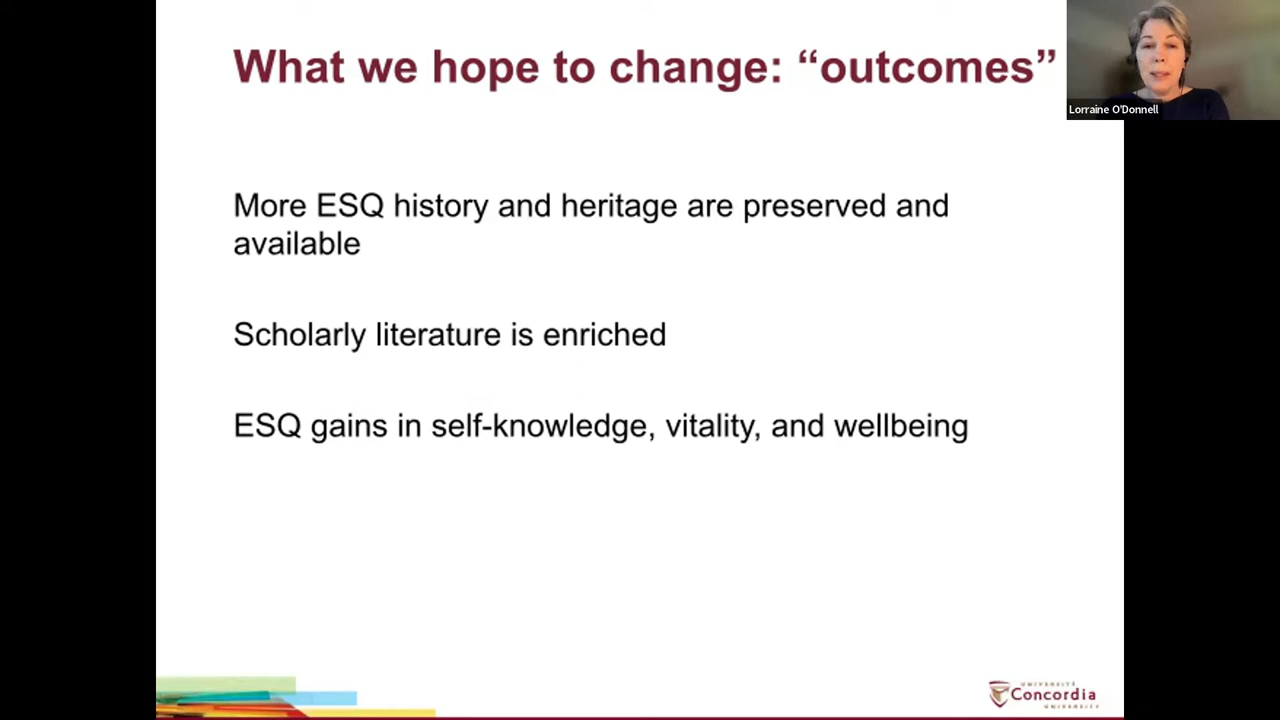 What we hope to change: “outcomes”
Lorraine O'Donnell
More ESQ history and heritage are preserved and
available
Scholarly literature is enriched
ESQ gains in self-knowledge, vitality, and wellbeing
UNIVERSITÉ
Concordia
UNIVERSITY